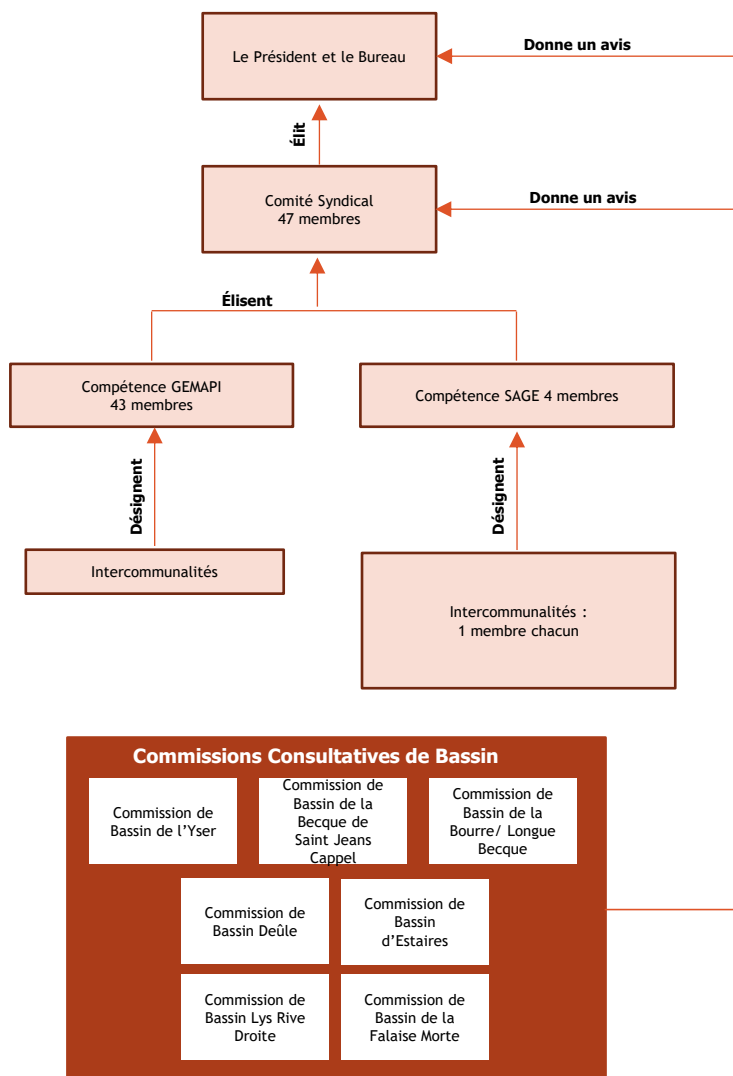 Le Président et le Bureau
Donne un avis
Élit
Comité Syndical
47 membres
Donne un avis
Élisent
Compétence GEMAPI
43 membres
Compétence SAGE 4 membres
Désignent
Désignent
Intercommunalités
Intercommunalités :
1 membre chacun
Commissions Consultatives de Bassin
Commission de
Bassin de l'Yser
Commission de
Bassin de la
Becque de
Saint Jeans
Cappel
Commission de
Bassin de la
Bourre/ Longue
Becque
Commission de
Bassin Deûle
Commission de
Bassin
d'Estaires
Commission de
Bassin Lys Rive
Droite
Commission de
Bassin de la
Falaise Morte